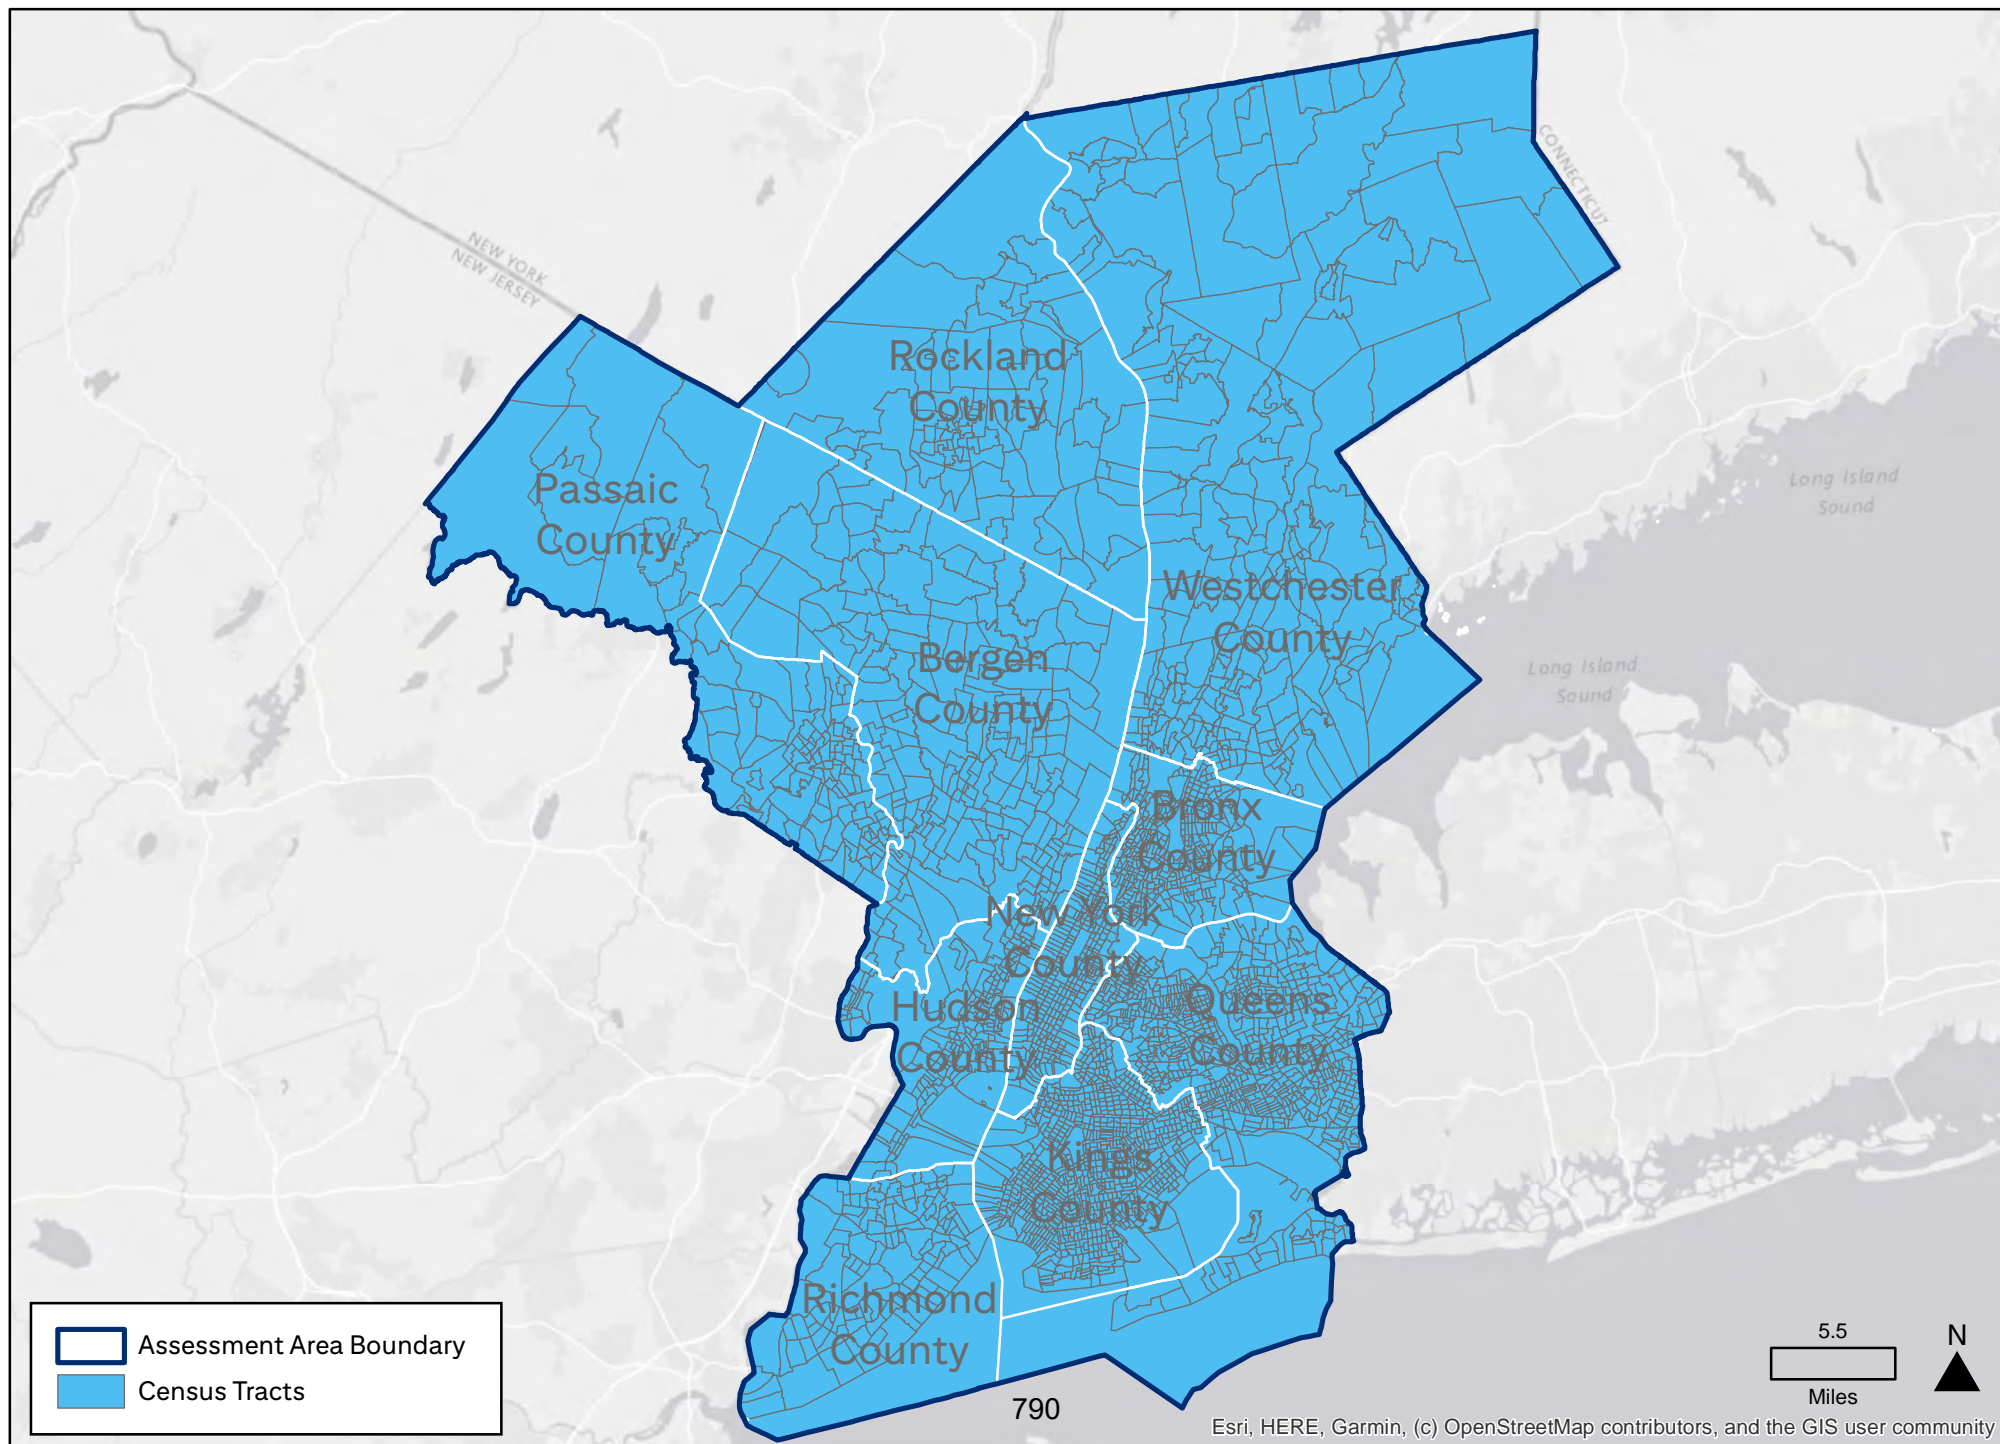 CONNECTICUT
NEW YORK
NEW JERSEY
Rockland
County
Passaic
County
Long Island
Sound
Westchester
County
Bergen
County
Long Island
Sound
Bronx
County
New York
County
Hudson
County
Queens
County
Kings
County
Richmond
County
Assessment Area Boundary
Census Tracts
790
5.5
Miles
N
Esri, HERE, Garmin, (c) OpenStreetMap contributors, and the GIS user community